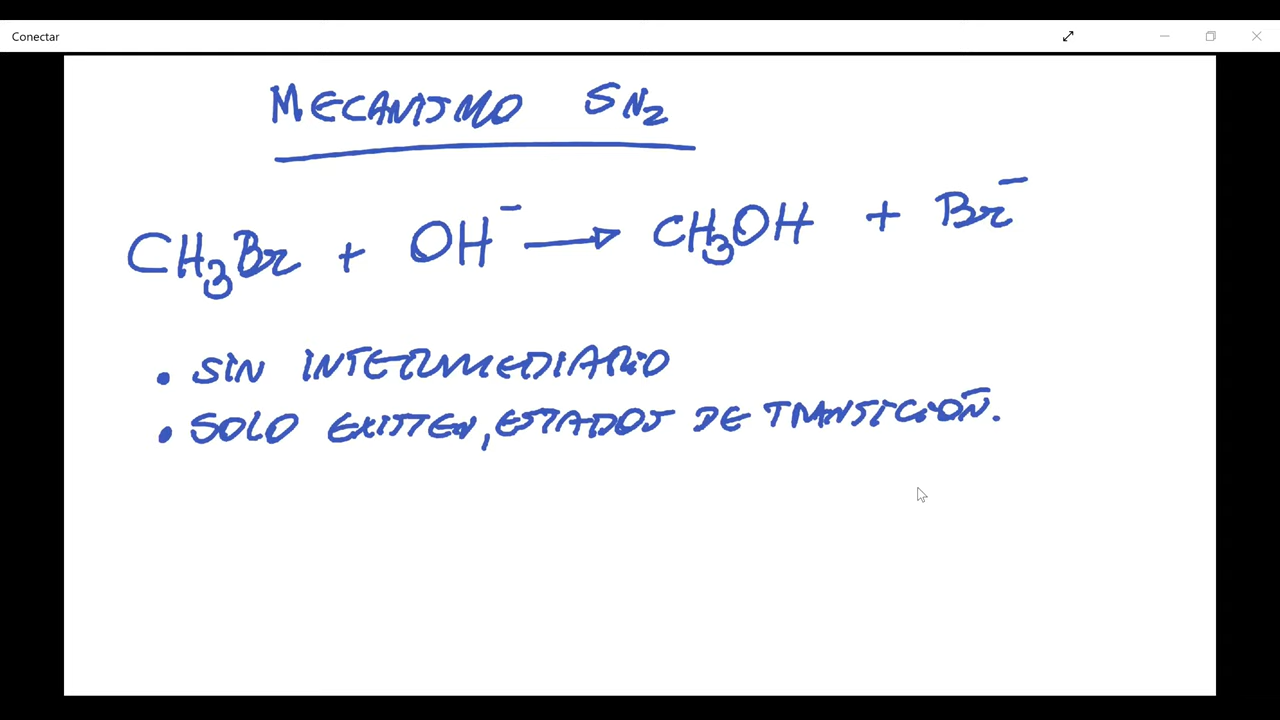 Conectar
MECANISMO SN2
CH3Br + OH⁻ → CH3OH + Br⁻
• SIN INTERMEDIARIO
• SOLO EXISTEN, ESTADOS DE TRANSICIÓN.